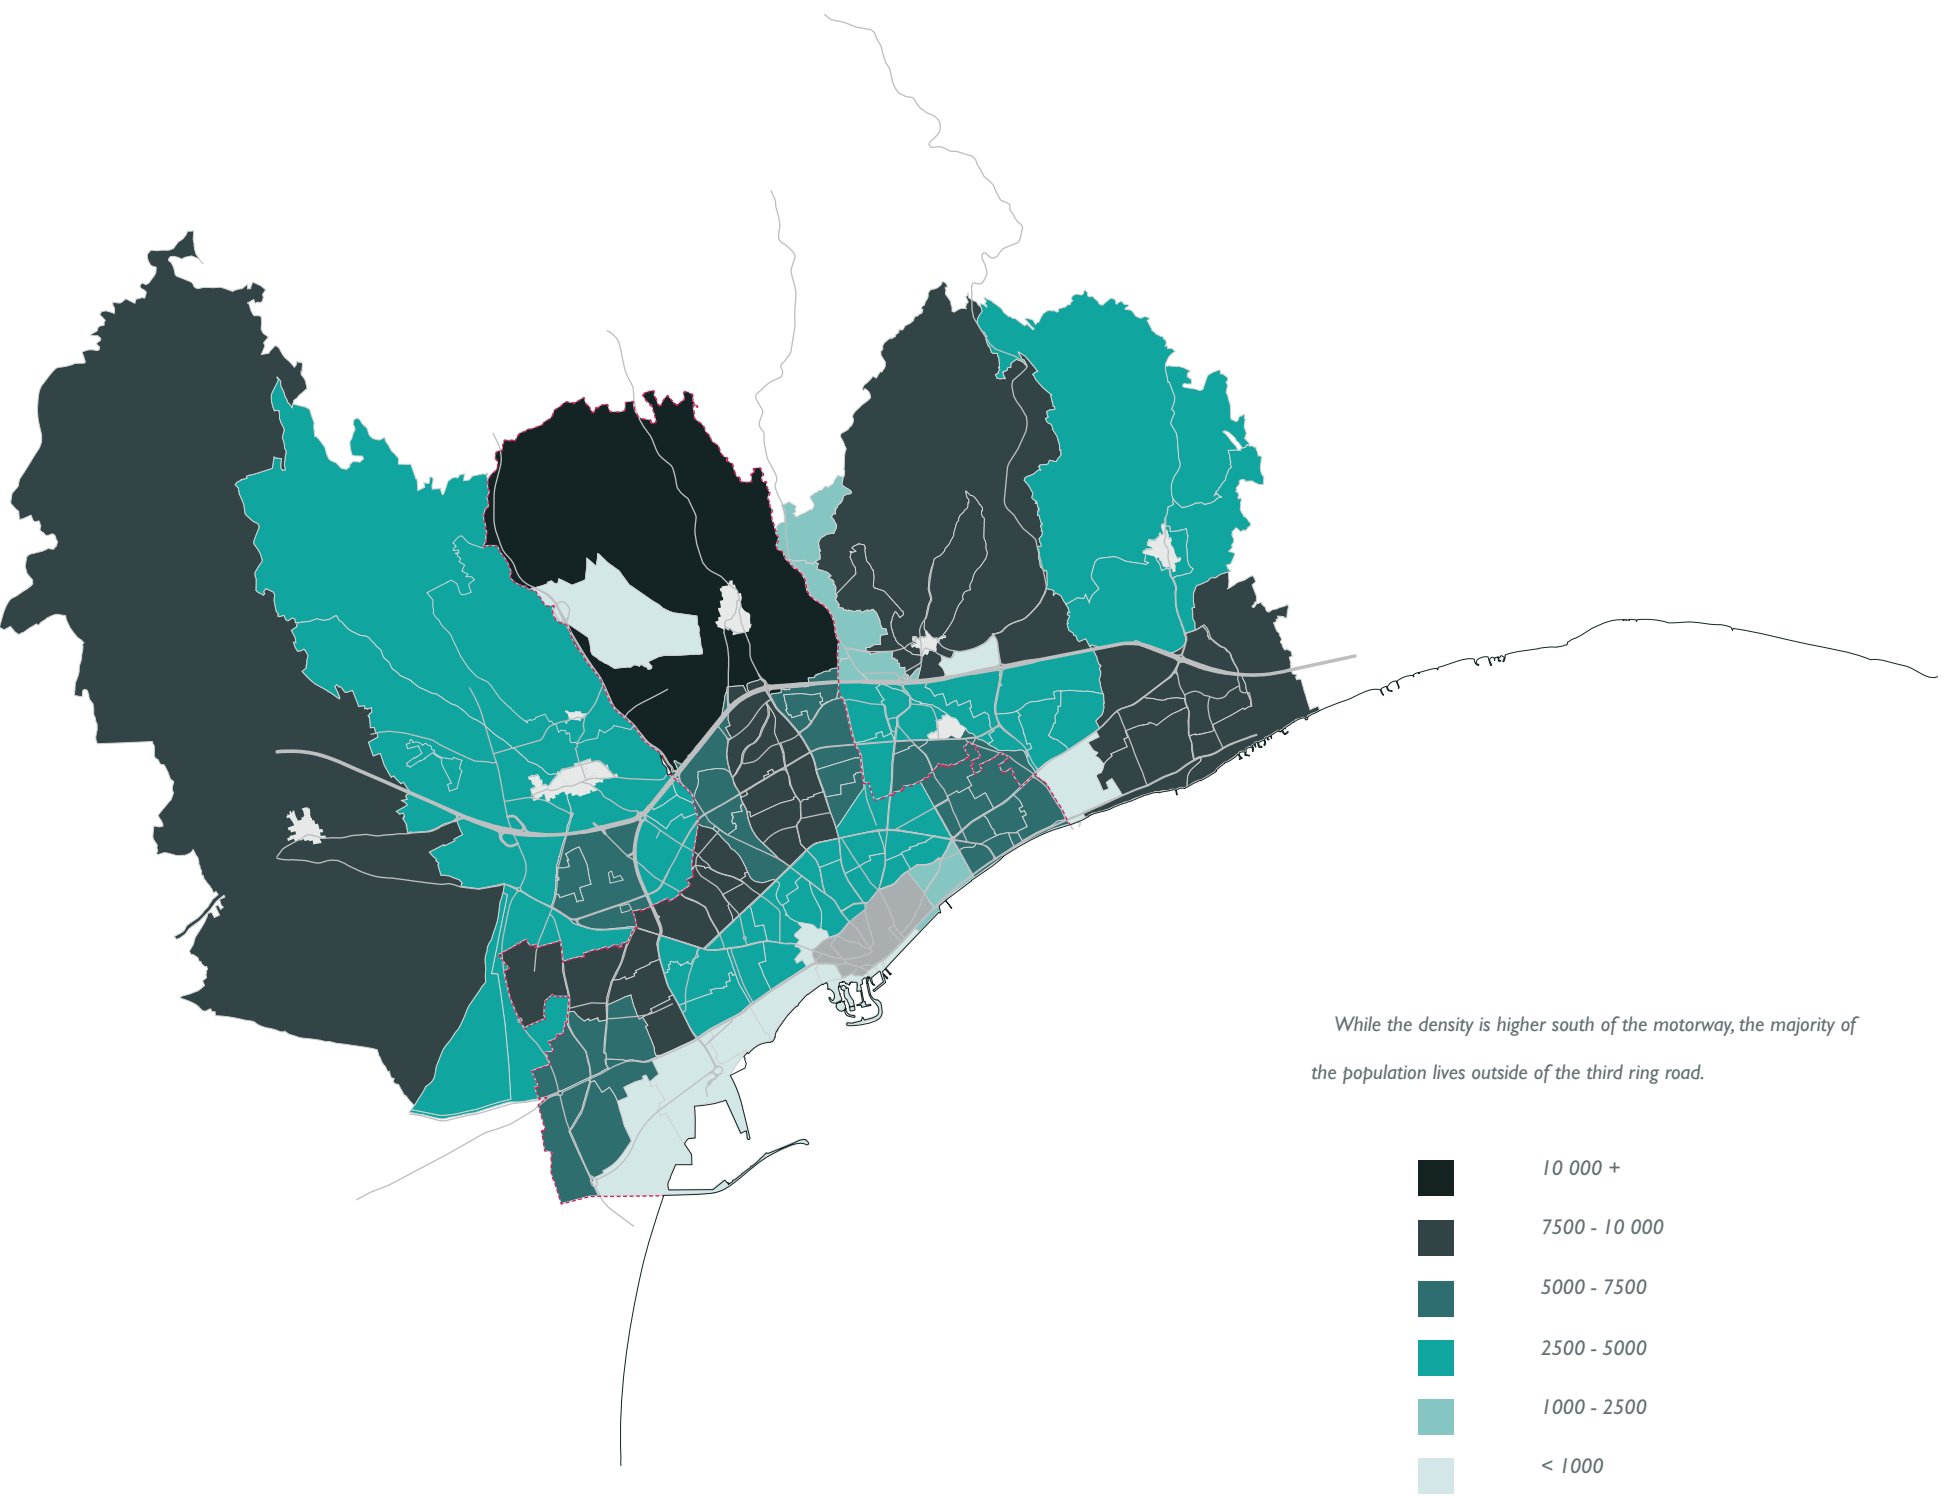 While the density is higher south of the motorway, the majority of
the population lives outside of the third ring road.
10 000 +
7500 - 10 000
5000 - 7500
2500 - 5000
1000 - 2500
< 1000